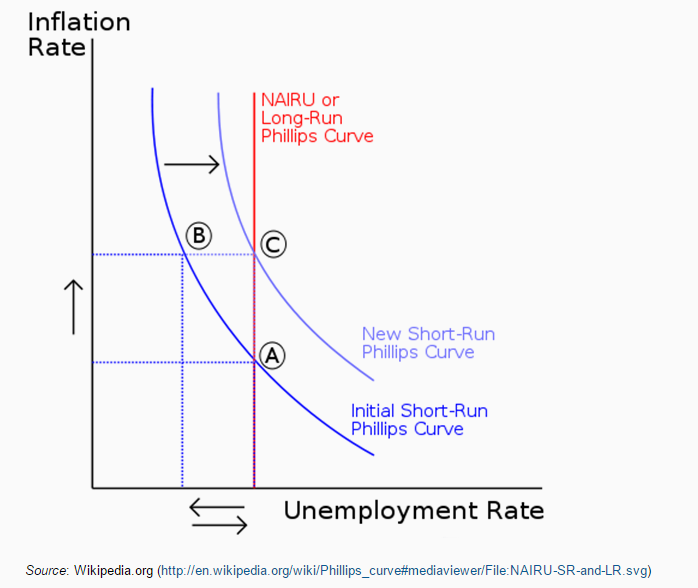 Inflation
Rate
NAIRU or
Long-Run
Phillips Curve
B
C
A
New Short-Run
Phillips Curve
Initial Short-Run
Phillips Curve
Unemployment Rate
Source: Wikipedia.org (http://en.wikipedia.org/wiki/Phillips_curve#mediaviewer/File:NAIRU-SR-and-LR.svg)